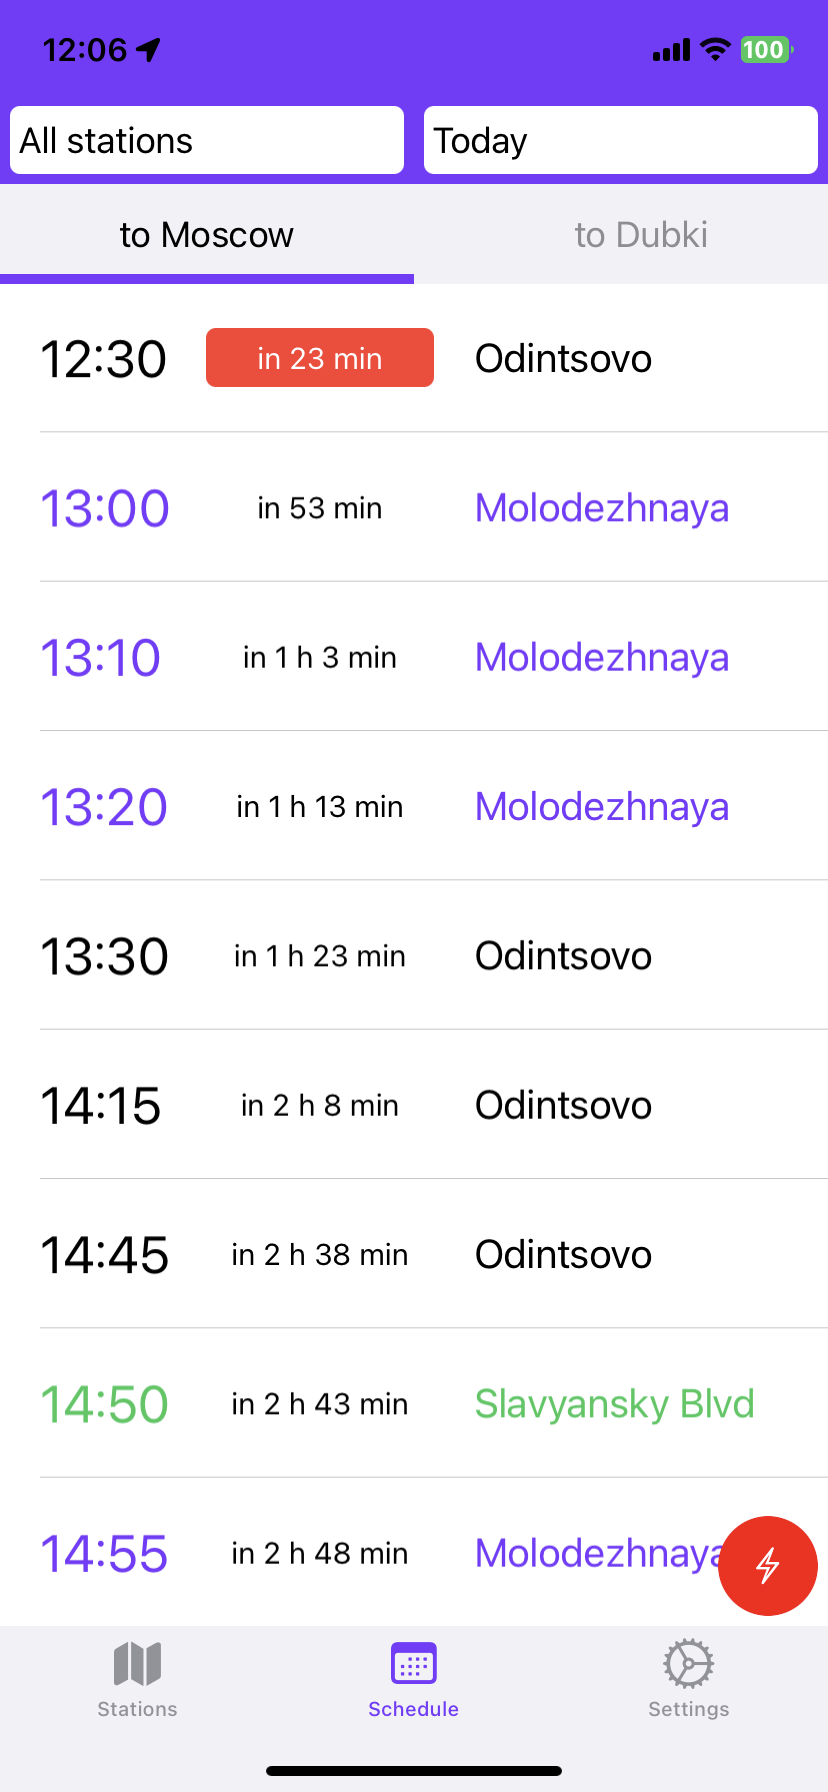 12:06 100
All stations Today
to Moscow to Dubki
12:30 in 23 min Odintsovo
13:00 in 53 min Molodezhnaya
13:10 in 1 h 3 min Molodezhnaya
13:20 in 1 h 13 min Molodezhnaya
13:30 in 1 h 23 min Odintsovo
14:15 in 2 h 8 min Odintsovo
14:45 in 2 h 38 min Odintsovo
14:50 in 2 h 43 min Slavyansky Blvd
14:55 in 2 h 48 min Molodezhnaya
Stations Schedule Settings